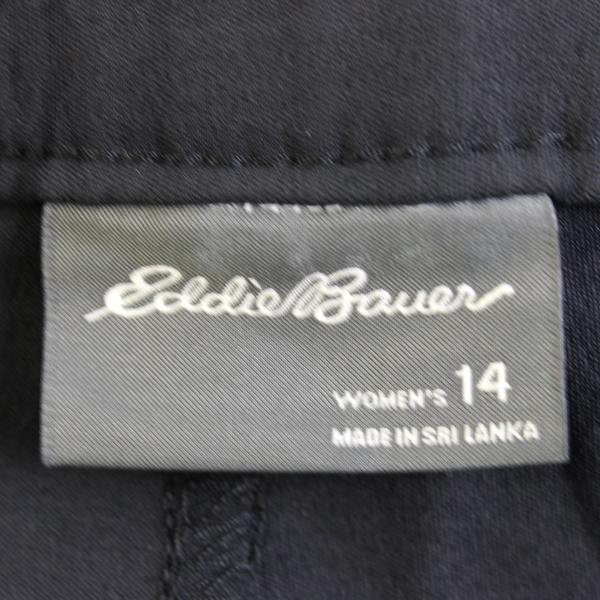 Eddie Bauer
WOMEN'S 14
MADE IN SRI LANKA